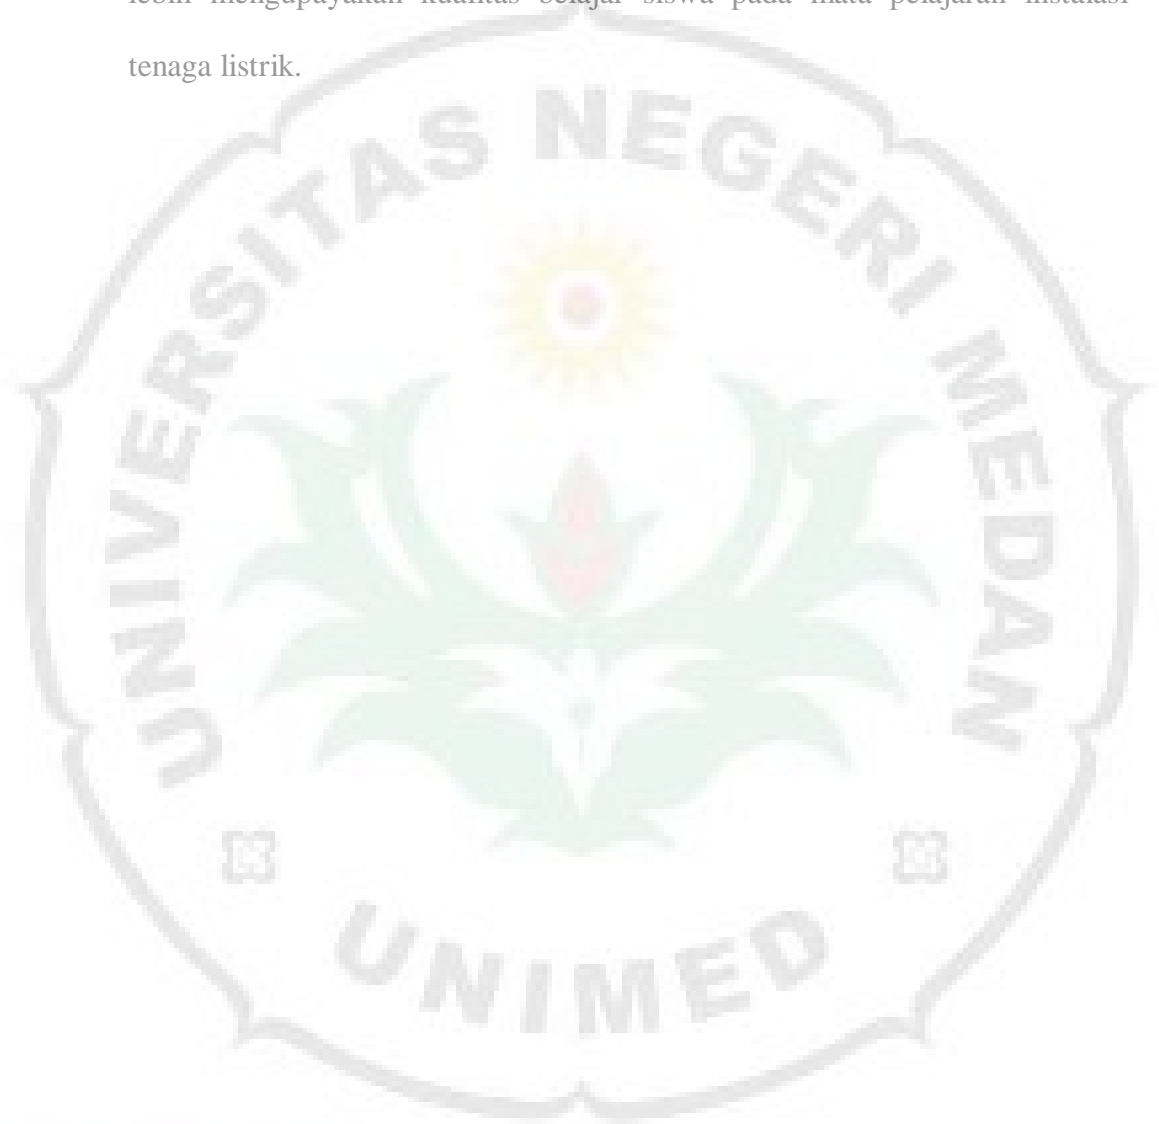 lebih mengupayakan kualitas belajar siswa pada mata pelajaran instalasi
tenaga listrik.
UNIVERSITAS NEGERI MEDAN
UNIMED